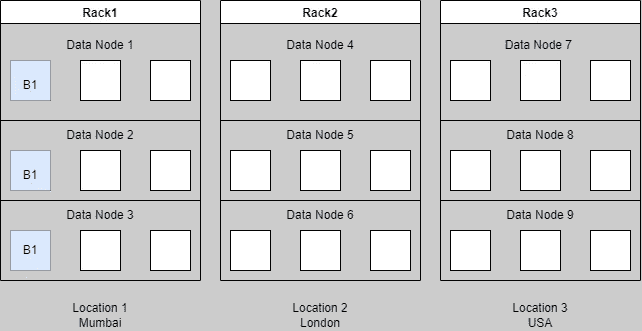 Rack1
Rack2
Rack3
Data Node 1
Data Node 4
Data Node 7
B1
Data Node 2
Data Node 5
Data Node 8
B1
Data Node 3
Data Node 6
Data Node 9
B1
Location 1
Mumbai
Location 2
London
Location 3
USA